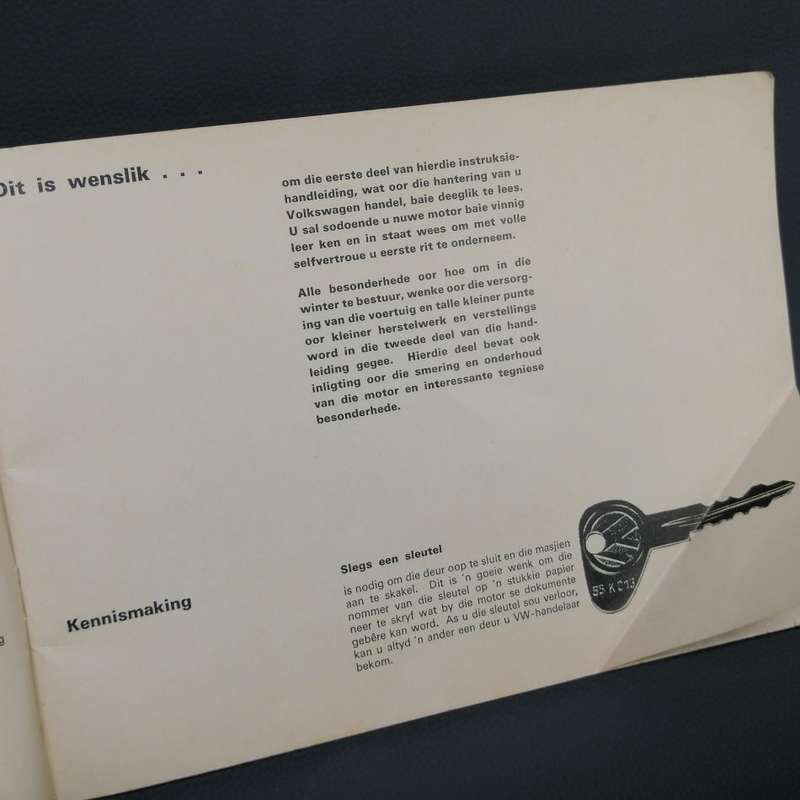 Dit is wenslik . . .
om die eerste deel van hierdie instruksie-
handleiding, wat oor die hantering van u
Volkswagen handel, baie deeglik te lees.
U sal sodoende u nuwe motor baie vinnig
leer ken en in staat wees om met volle
selfvertroue u eerste rit te onderneem.
Alle besonderhede oor hoe om in die
winter te bestuur, wenke oor die versorg-
ing van die voertuig en talle kleiner punte
oor kleiner herstelwerk en verstellings
word in die tweede deel van die hand-
leiding gegee. Hierdie deel bevat ook
inligting oor die smering en onderhoud
van die motor en interessante tegniese
besonderhede.
Kennismaking
Slegs een sleutel
is nodig om die deur oop te sluit en die masjien
aan te skakel. Dit is 'n goeie wenk om die
nommer van die sleutel op 'n stukkie papier
neer te skryf wat by die motor se dokumente
gebêre kan word. As u die sleutel sou verloor,
kan u altyd 'n ander een deur u VW-handelaar
bekom.